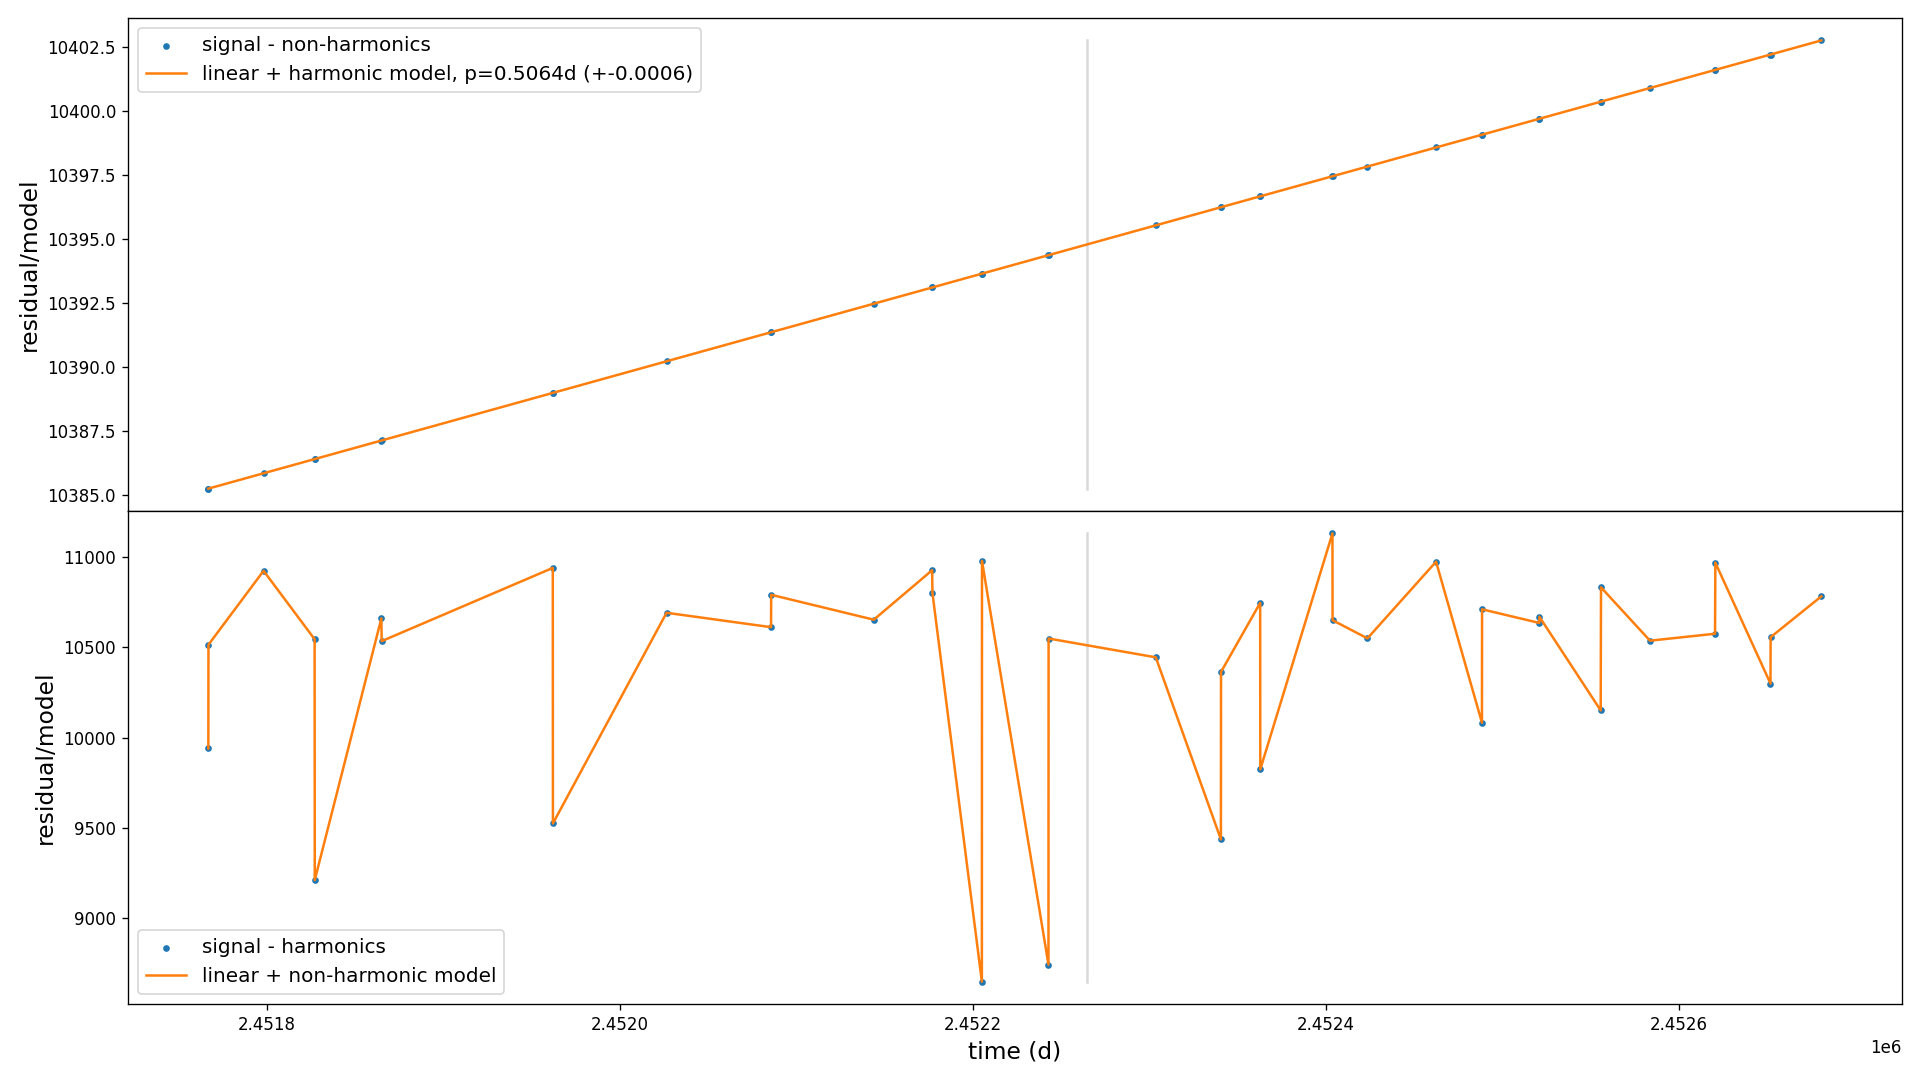 signal - non-harmonics
linear + harmonic model, p=0.5064d (+-0.0006)
10402.5
10400.0
10397.5
10395.0
10392.5
10390.0
10387.5
10385.0
residual/model
11000
10500
10000
9500
9000
residual/model
signal - harmonics
linear + non-harmonic model
2.4518
2.4520
2.4522
2.4524
2.4526
time (d)
1e6